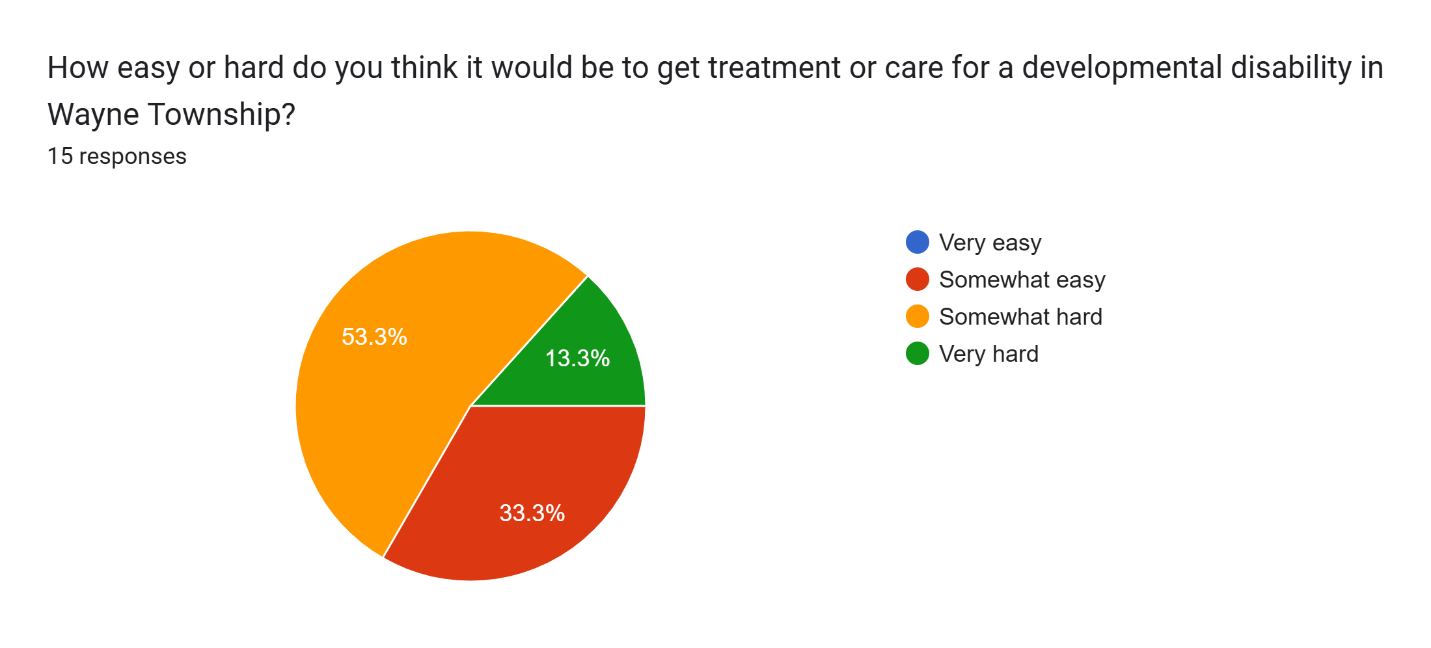 How easy or hard do you think it would be to get treatment or care for a developmental disability in
Wayne Township?
15 responses
53.3%
13.3%
33.3%
Very easy
Somewhat easy
Somewhat hard
Very hard